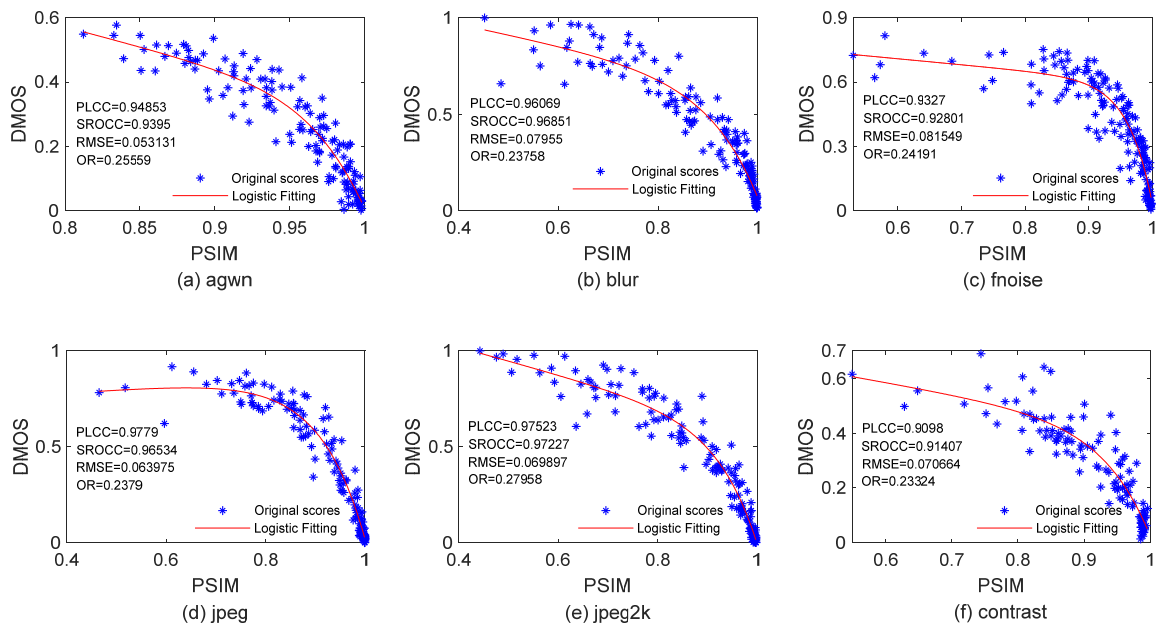 0.6
0.4
0.2
0
DMOS
PLCC=0.94853
SROCC=0.9395
RMSE=0.053131
OR=0.25559
Original scores
Logistic Fitting
0.8 0.85 0.9 0.95 1
PSIM
(a) agwn
1
0.5
0
DMOS
PLCC=0.96069
SROCC=0.96851
RMSE=0.07955
OR=0.23758
Original scores
Logistic Fitting
0.4 0.6 0.8 1
PSIM
(b) blur
0.9
0.6
0.3
0
DMOS
PLCC=0.9327
SROCC=0.92801
RMSE=0.081549
OR=0.24191
Original scores
Logistic Fitting
0.6 0.7 0.8 0.9 1
PSIM
(c) fnoise
1
0.5
0
DMOS
PLCC=0.9779
SROCC=0.96534
RMSE=0.063975
OR=0.2379
Original scores
Logistic Fitting
0.4 0.6 0.8 1
PSIM
(d) jpeg
1
0.5
0
DMOS
PLCC=0.97523
SROCC=0.97227
RMSE=0.069897
OR=0.27958
Original scores
Logistic Fitting
0.4 0.6 0.8 1
PSIM
(e) jpeg2k
0.7
0.6
0.4
0.2
0
DMOS
PLCC=0.9098
SROCC=0.91407
RMSE=0.070664
OR=0.23324
Original scores
Logistic Fitting
0.6 0.7 0.8 0.9 1
PSIM
(f) contrast